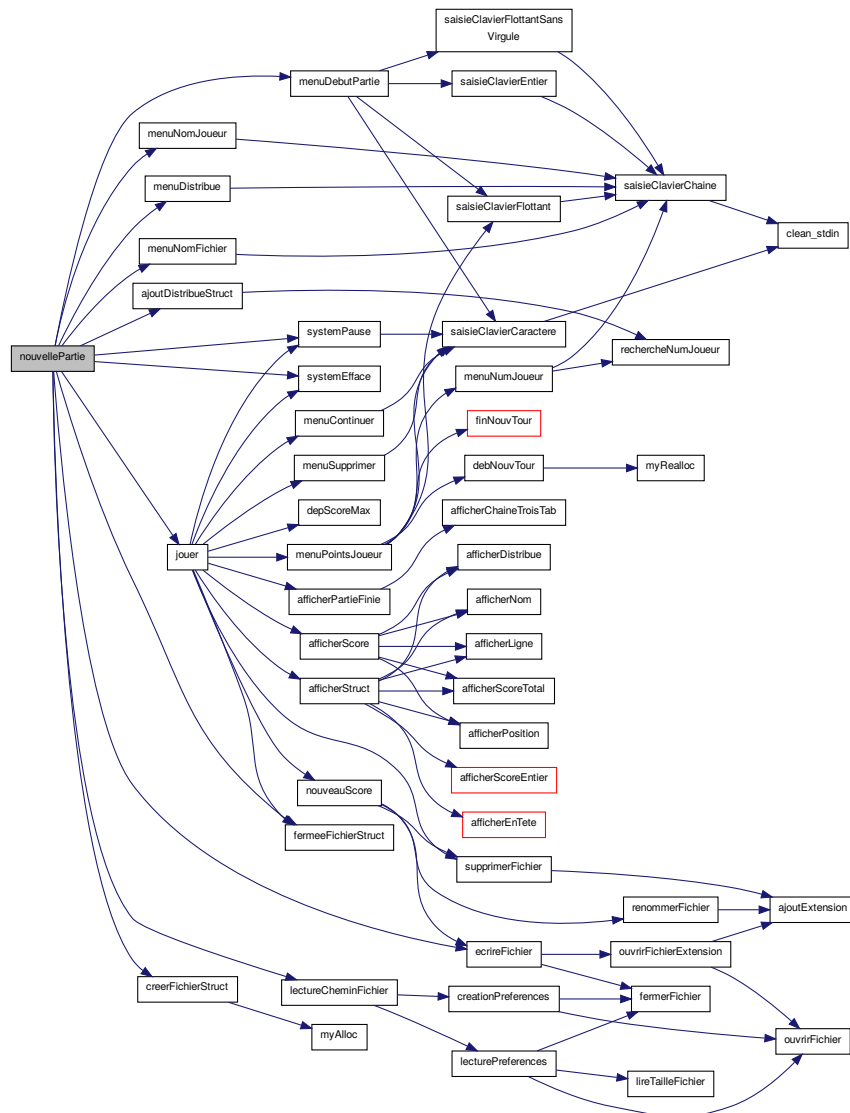 saisieClavierFlottantSans
Virgule
menuDebutPartie
saisieClavierEntier
menuNomJoueur
menuDistribue
saisieClavierChaine
saisieClavierFlottant
clean_stdin
menuNomFichier
ajoutDistribueStruct
systemPause
saisieClavierCaractere
nouvellePartie
rechercheNumJoueur
systemEfface
menuNumJoueur
menuContinuer
finNouvTour
menuSupprimer
debNouvTour
myRealloc
depScoreMax
afficherChaineTroisTab
jouer
menuPointsJoueur
afficherDistribue
afficherPartieFinie
afficherNom
afficherScore
afficherLigne
afficherStruct
afficherScoreTotal
afficherPosition
afficherScoreEntier
nouveauScore
afficherEnTete
fermeeFichierStruct
supprimerFichier
renommerFichier
ajoutExtension
ecrireFichier
ouvrirFichierExtension
creerFichierStruct
lectureCheminFichier
creationPreferences
fermerFichier
myAlloc
ouvrirFichier
lecturePreferences
lireTailleFichier